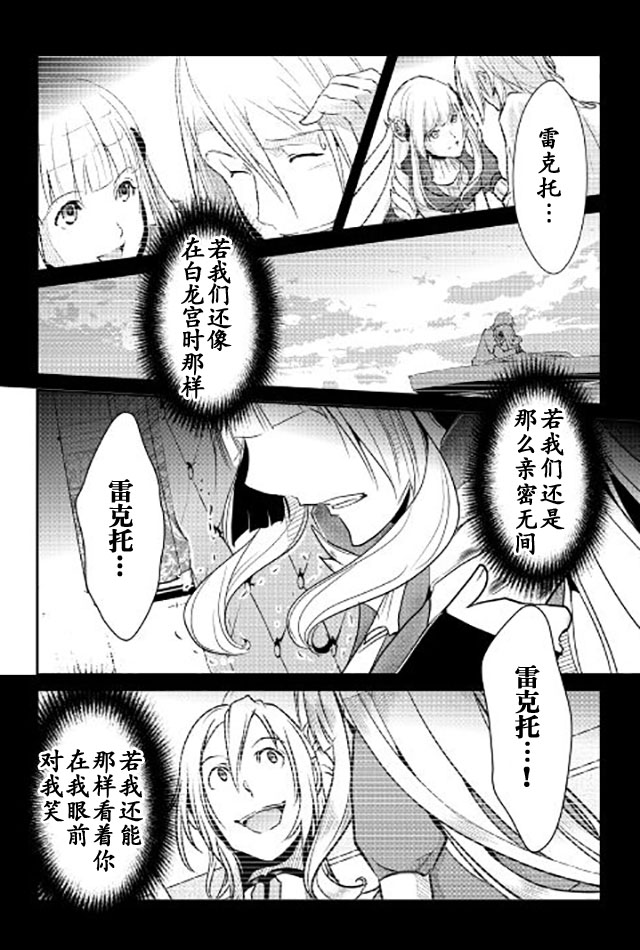 雷克托…
若我们还像
在白龙宫时那样
若我们还是
那么亲密无间
雷克托…
雷克托…！
若我还能
那样看着你
在我眼前
对我笑